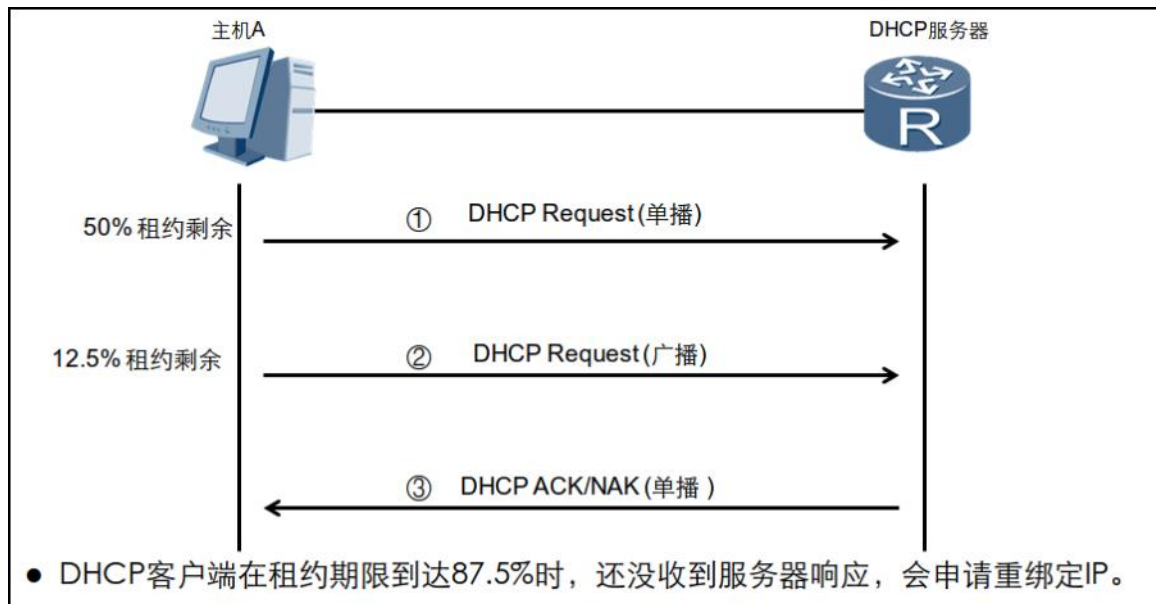 主机A
DHCP服务器
R
50% 租约剩余
① DHCP Request (单播)
12.5% 租约剩余
② DHCP Request (广播)
③ DHCP ACK/NAK (单播 )
● DHCP客户端在租约期限到达87.5%时，还没收到服务器响应，会申请重绑定IP。